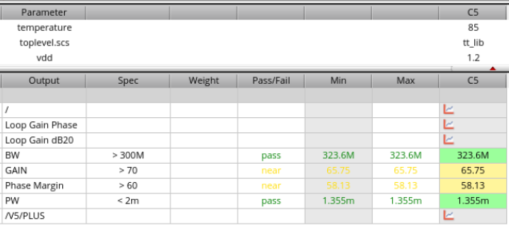 Parameter C5
temperature 85
toplevel.scs tt_lib
vdd 1.2
Output Spec Weight Pass/Fail Min Max C5
/
Loop Gain Phase
Loop Gain dB20
BW > 300M pass 323.6M 323.6M 323.6M
GAIN > 70 near 65.75 65.75 65.75
Phase Margin > 60 near 58.13 58.13 58.13
PW < 2m pass 1.355m 1.355m 1.355m
/V5/PLUS